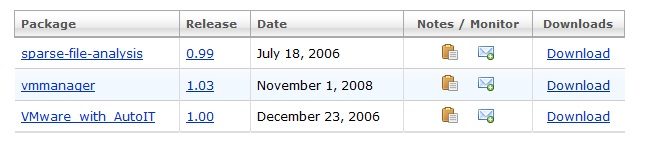 Package Release Date Notes / Monitor Downloads
sparse-file-analysis 0.99 July 18, 2006 Download
vmmanager 1.03 November 1, 2008 Download
VMware_with_AutoIT 1.00 December 23, 2006 Download